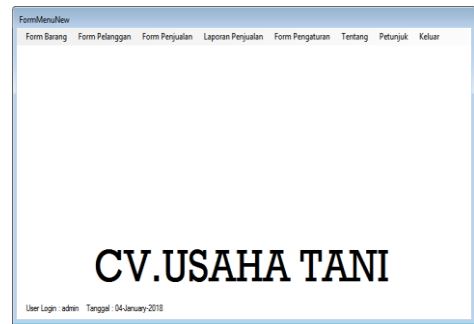 FormMenuNew
Form Barang Form Pelanggan Form Penjualan Laporan Penjualan Form Pengaturan Tentang Petunjuk Keluar
CV.USAHA TANI
User Login : admin Tanggal : 04-January-2018